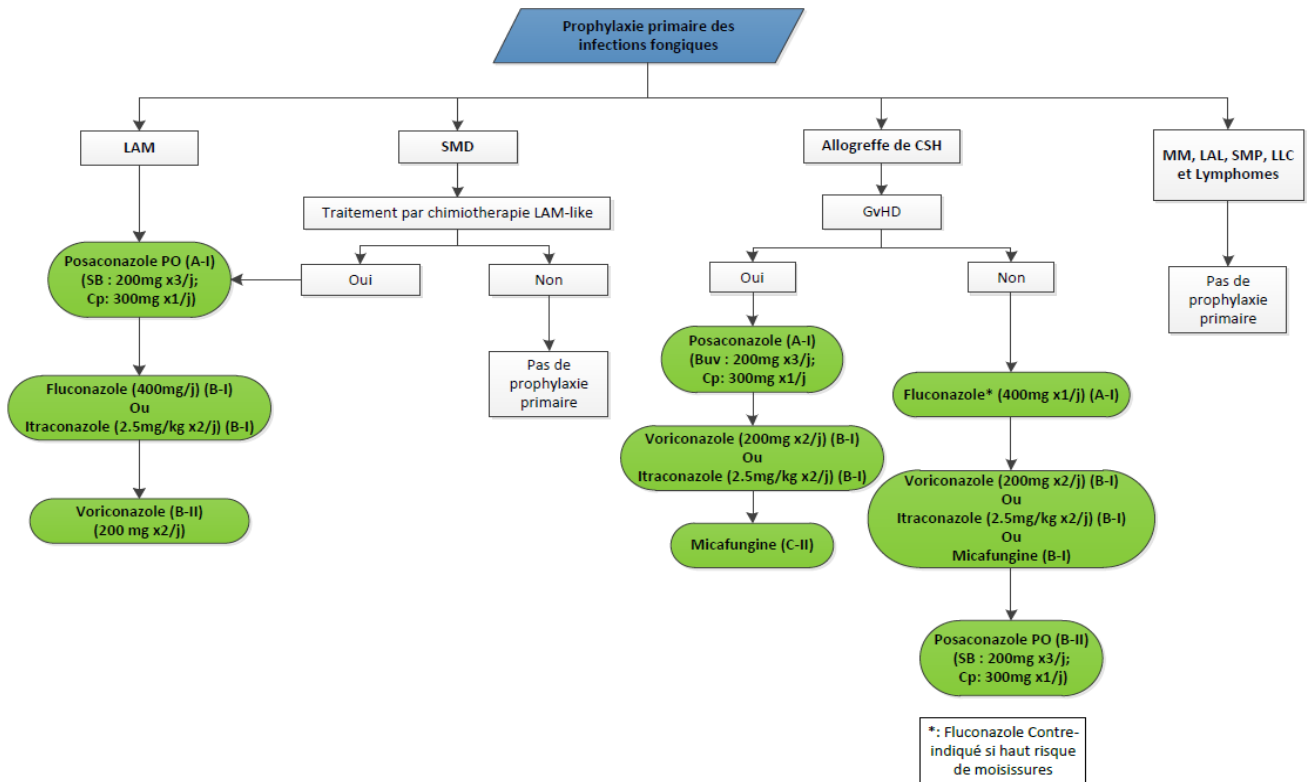 Prophylaxie primaire des
infections fongiques
LAM
SMD
Allogreffe de CSH
MM, LAL, SMP, LLC
et Lymphomes
Traitement par chimiotherapie LAM-like
GvHD
Posaconazole PO (A-I)
(SB : 200mg x3/j;
Cp: 300mg x1/j)
Oui
Non
Oui
Non
Pas de
prophylaxie
primaire
Fluconazole (400mg/j) (B-I)
Ou
Itraconazole (2.5mg/kg x2/j) (B-I)
Pas de
prophylaxie
primaire
Posaconazole (A-I)
(Buv : 200mg x3/j;
Cp: 300mg x1/j
Fluconazole* (400mg x1/j) (A-I)
Voriconazole (B-II)
(200 mg x2/j)
Voriconazole (200mg x2/j) (B-I)
Ou
Itraconazole (2.5mg/kg x2/j) (B-I)
Voriconazole (200mg x2/j) (B-I)
Ou
Itraconazole (2.5mg/kg x2/j) (B-I)
Ou
Micafungine (B-I)
Micafungine (C-II)
Posaconazole PO (B-II)
(SB : 200mg x3/j;
Cp: 300mg x1/j)
*: Fluconazole Contre-
indiqué si haut risque
de moisissures